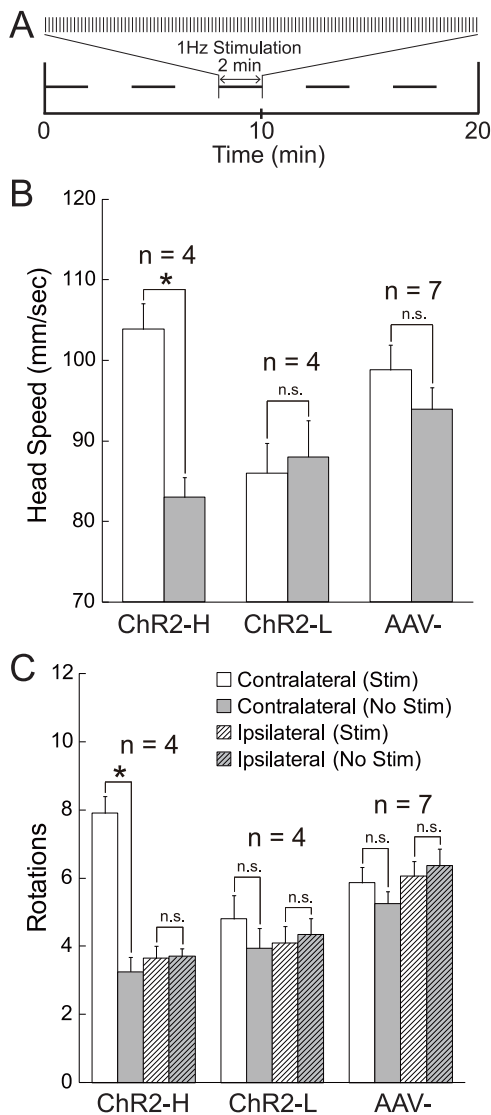 A
1Hz Stimulation
2 min
0
10
20
Time (min)
B
120
110
100
90
80
70
Head Speed (mm/sec)
n = 4
*
n = 4
n.s.
n = 7
n.s.
ChR2-H
ChR2-L
AAV-
C
12
10
8
6
4
2
0
Rotations
Contralateral (Stim)
Contralateral (No Stim)
Ipsilateral (Stim)
Ipsilateral (No Stim)
n = 4
*
n.s.
n = 4
n.s.
n.s.
n = 7
n.s.
n.s.
ChR2-H
ChR2-L
AAV-